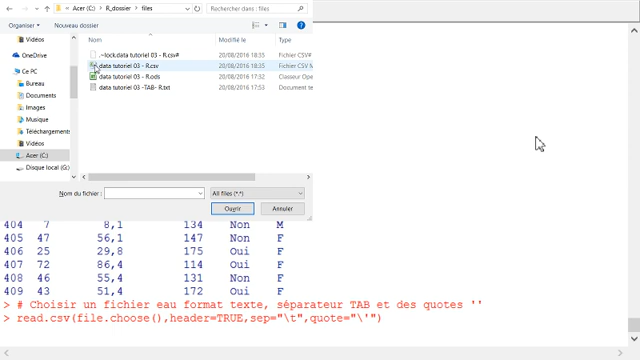 Acer (C:) > R_dossier > files
Rechercher dans : files
Organiser
Nouveau dossier
Nom
Modifié le
Type
Vidéos
OneDrive
Ce PC
Bureau
Documents
Images
Musique
Téléchargements
Vidéos
Acer (C:)
Disque local (G:)
.~lock.data tutoriel 03 - R.csv# 20/08/2016 18:35 Fichier CSV#
data tutoriel 03 - R.csv 20/08/2016 18:35 Fichier CSV M
data tutoriel 03 - R.ods 20/08/2016 17:32 Classeur Ope
data tutoriel 03 -TAB- R.txt 20/08/2016 17:53 Document te
Nom du fichier :
All files (*.*)
Ouvrir
Annuler
404 7 8,1 134 Non M
405 47 56,1 147 Non F
406 25 29,8 175 Oui F
407 72 86,4 114 Oui F
408 46 55,4 131 Non F
409 43 51,4 172 Oui F
> # Choisir un fichier eau format texte, séparateur TAB et des quotes ''
> read.csv(file.choose(),header=TRUE,sep="\t",quote="\'")